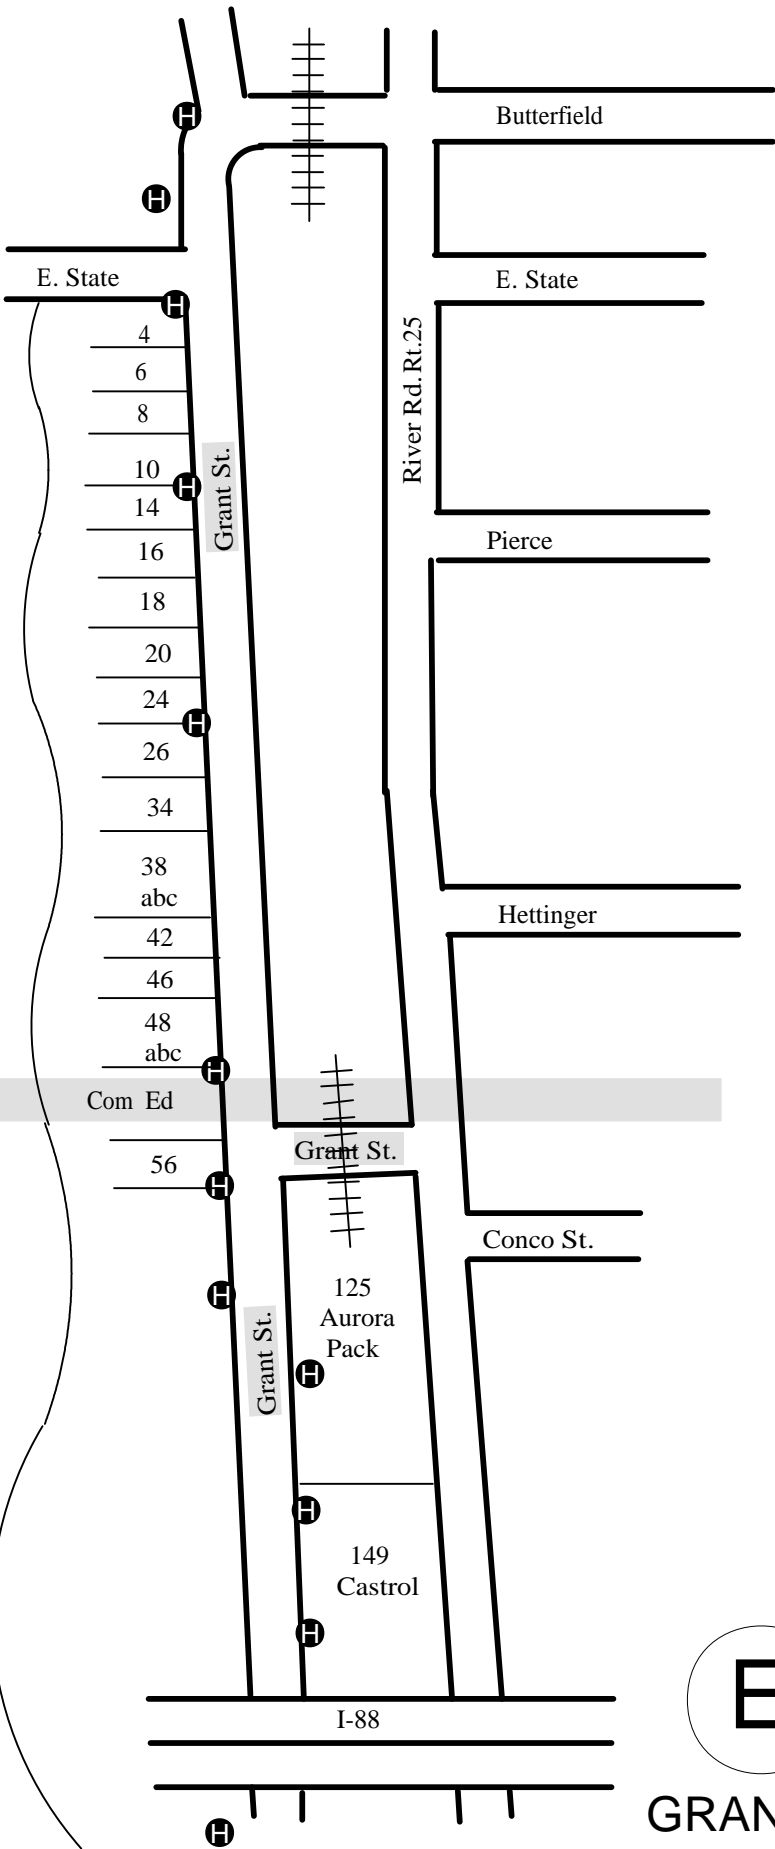 H
Butterfield
H
E. State
E. State
H
4
River Rd. Rt.25
6
8
Grant St.
10
H
14
Pierce
16
18
20
24
H
26
34
38
abc
Hettinger
42
46
48
abc
H
Com Ed
Grant St.
56
H
Conco St.
H
125
Aurora
Pack
Grant St.
H
H
149
Castrol
H
E
I-88
GRAN
H